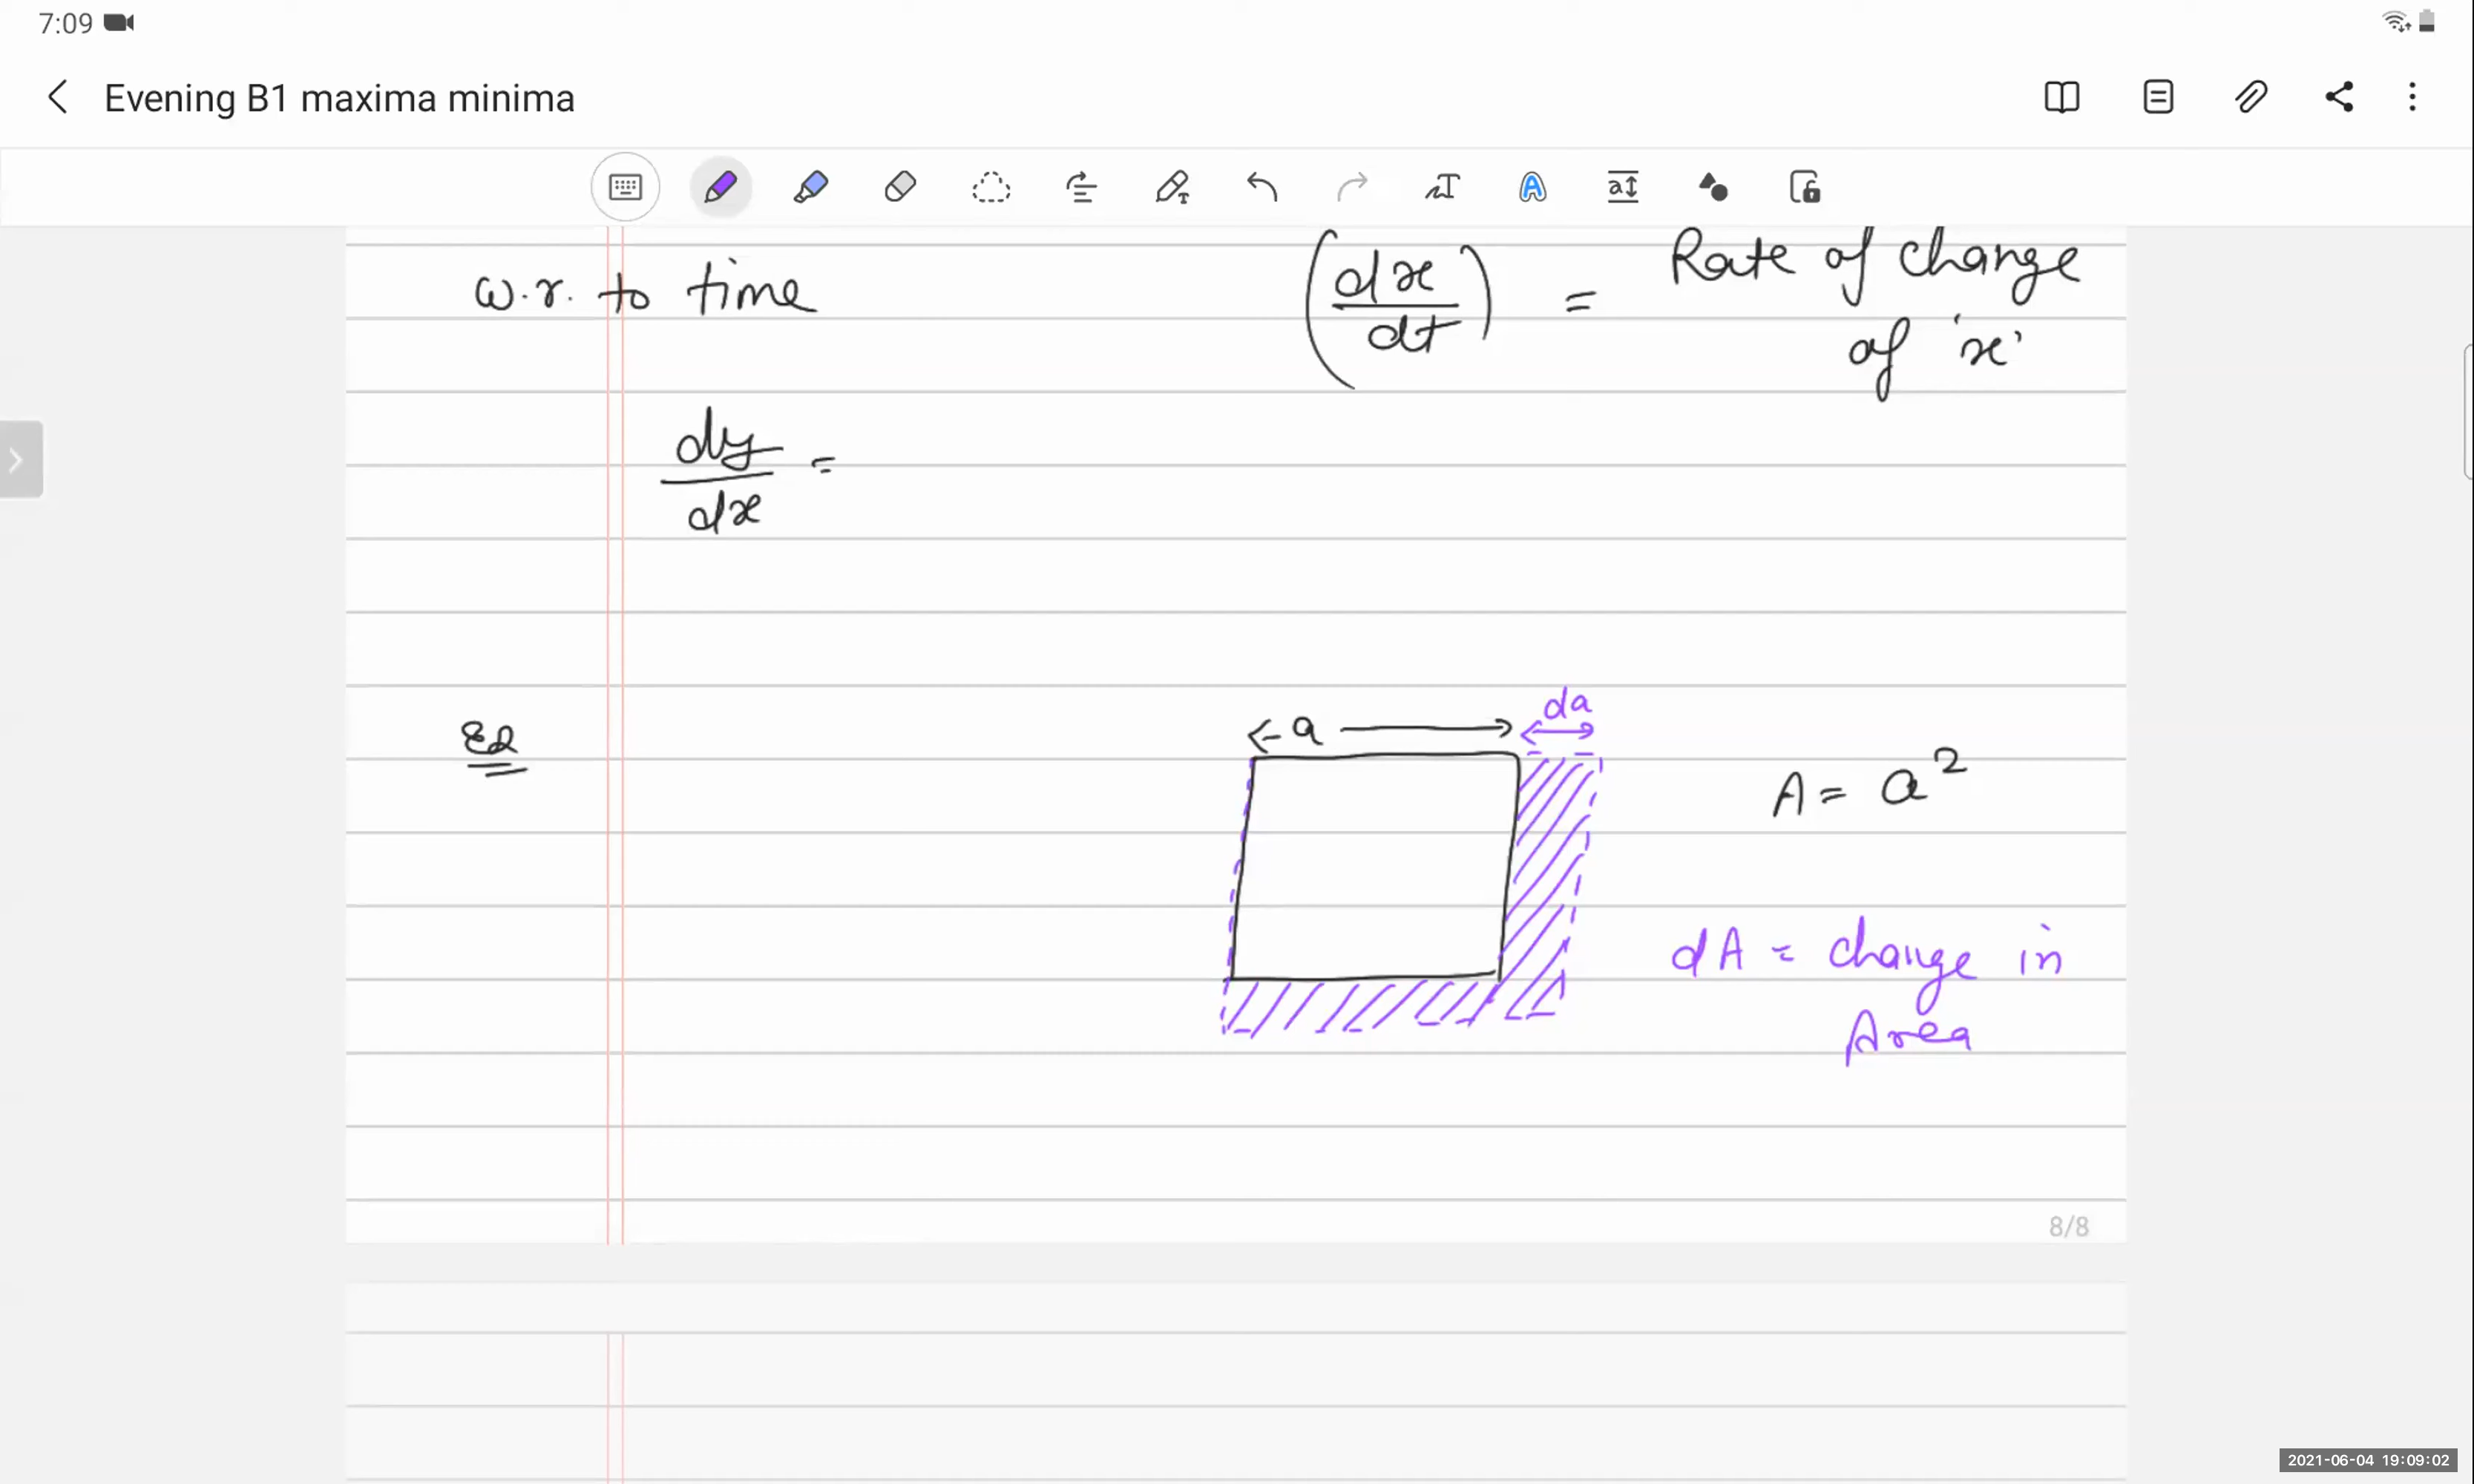 7:09
Evening B1 maxima minima
w.r. to time
(dx/dt) = Rate of change
of 'x'
dy/dx =
Ex
a
da
A = a²
dA = change in
Area
8/8
2021-06-04 19:09:02